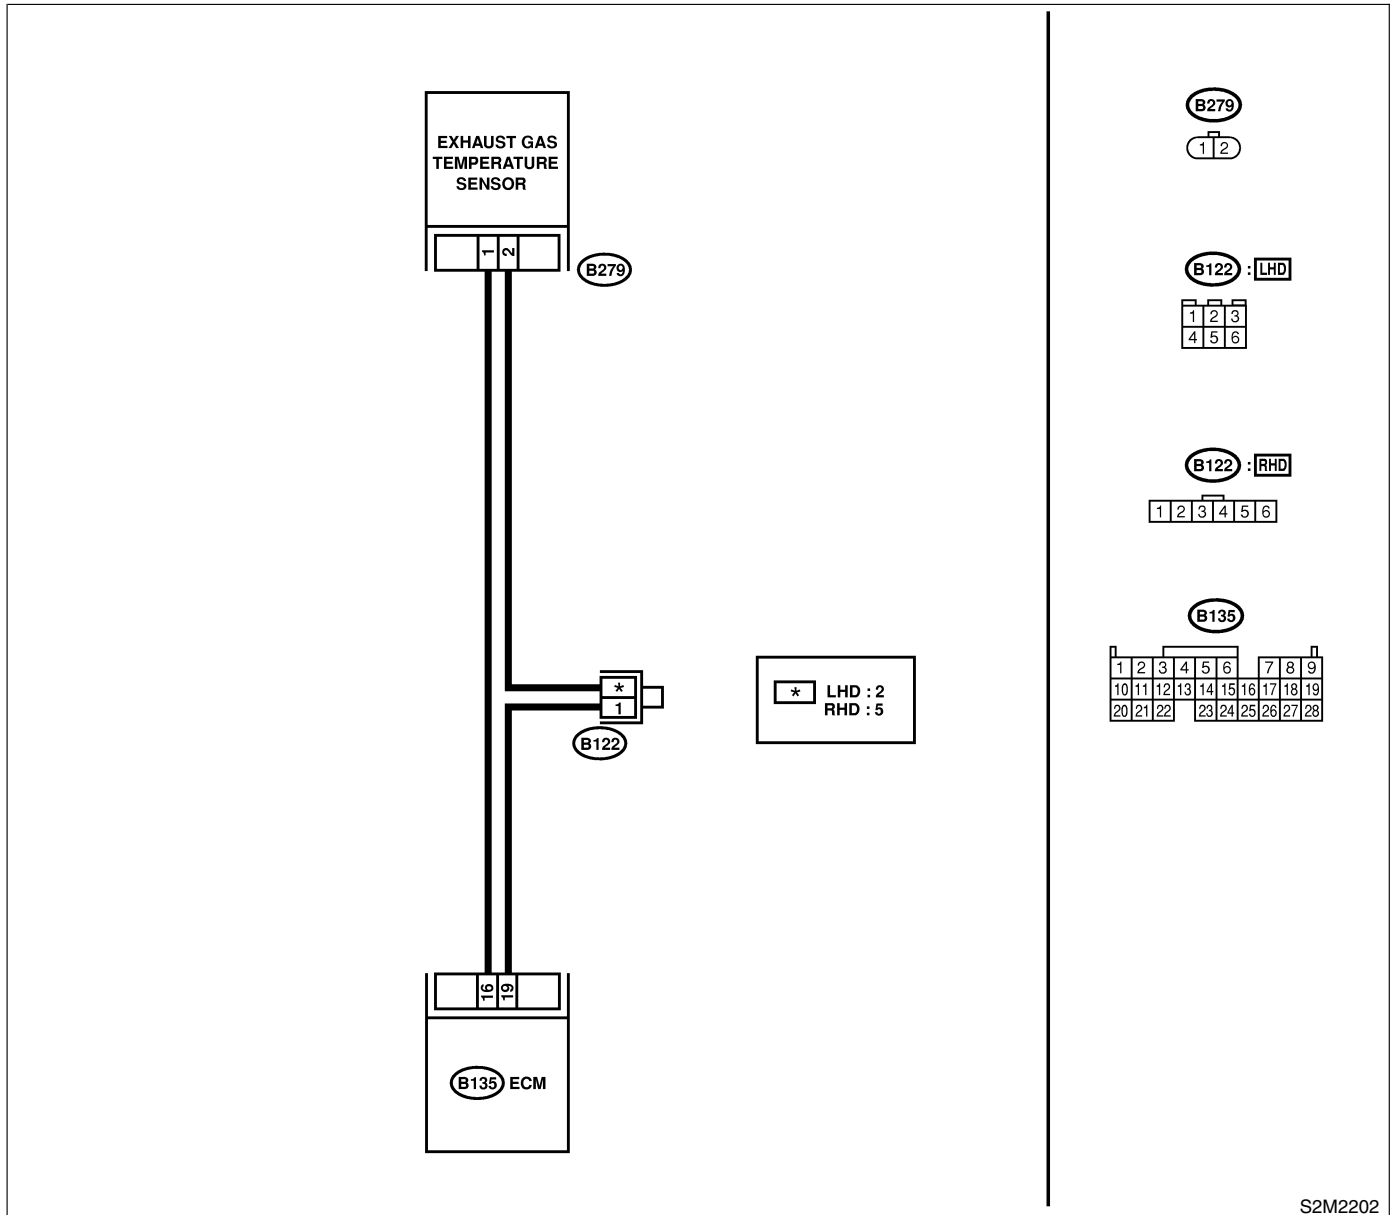 EXHAUST GAS
TEMPERATURE
SENSOR
1 2
B279
*
1
B122
* LHD : 2
RHD : 5
16 19
B135 ECM
B279
1 2
B122 : LHD
1 2 3
4 5 6
B122 : RHD
1 2 3 4 5 6
B135
1 2 3 4 5 6 7 8 9
10 11 12 13 14 15 16 17 18 19
20 21 22 23 24 25 26 27 28
S2M2202